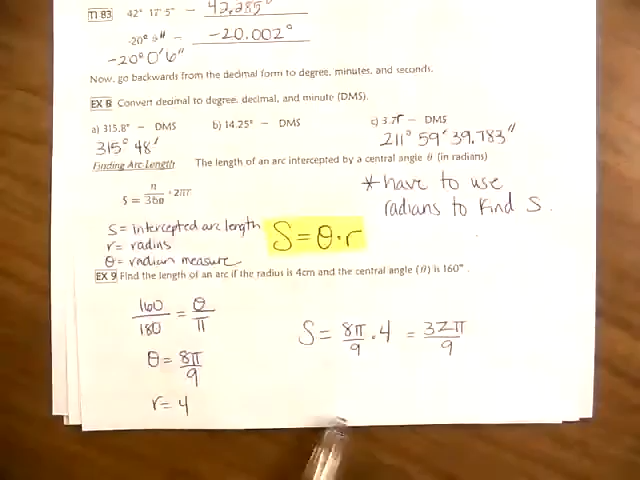 TI 83 42° 17' 5" – 42.285°
-20° 6" – -20.002°
-20° 0' 6"
Now, go backwards from the decimal form to degree, minutes, and seconds.
EX 8 Convert decimal to degree, decimal, and minute (DMS).
a) 315.8° – DMS b) 14.25° – DMS c) 3.7r – DMS
315° 48' 211° 59' 39.783"
Finding Arc Length The length of an arc intercepted by a central angle θ (in radians)
S = n/360 · 2πr
*have to use
radians to find S.
S = intercepted arc length
r = radius
θ = radian measure
S = θ · r
EX 9 Find the length of an arc if the radius is 4cm and the central angle (θ) is 160°.
160/180 = θ/π
θ = 8π/9
r = 4
S = 8π/9 · 4 = 32π/9